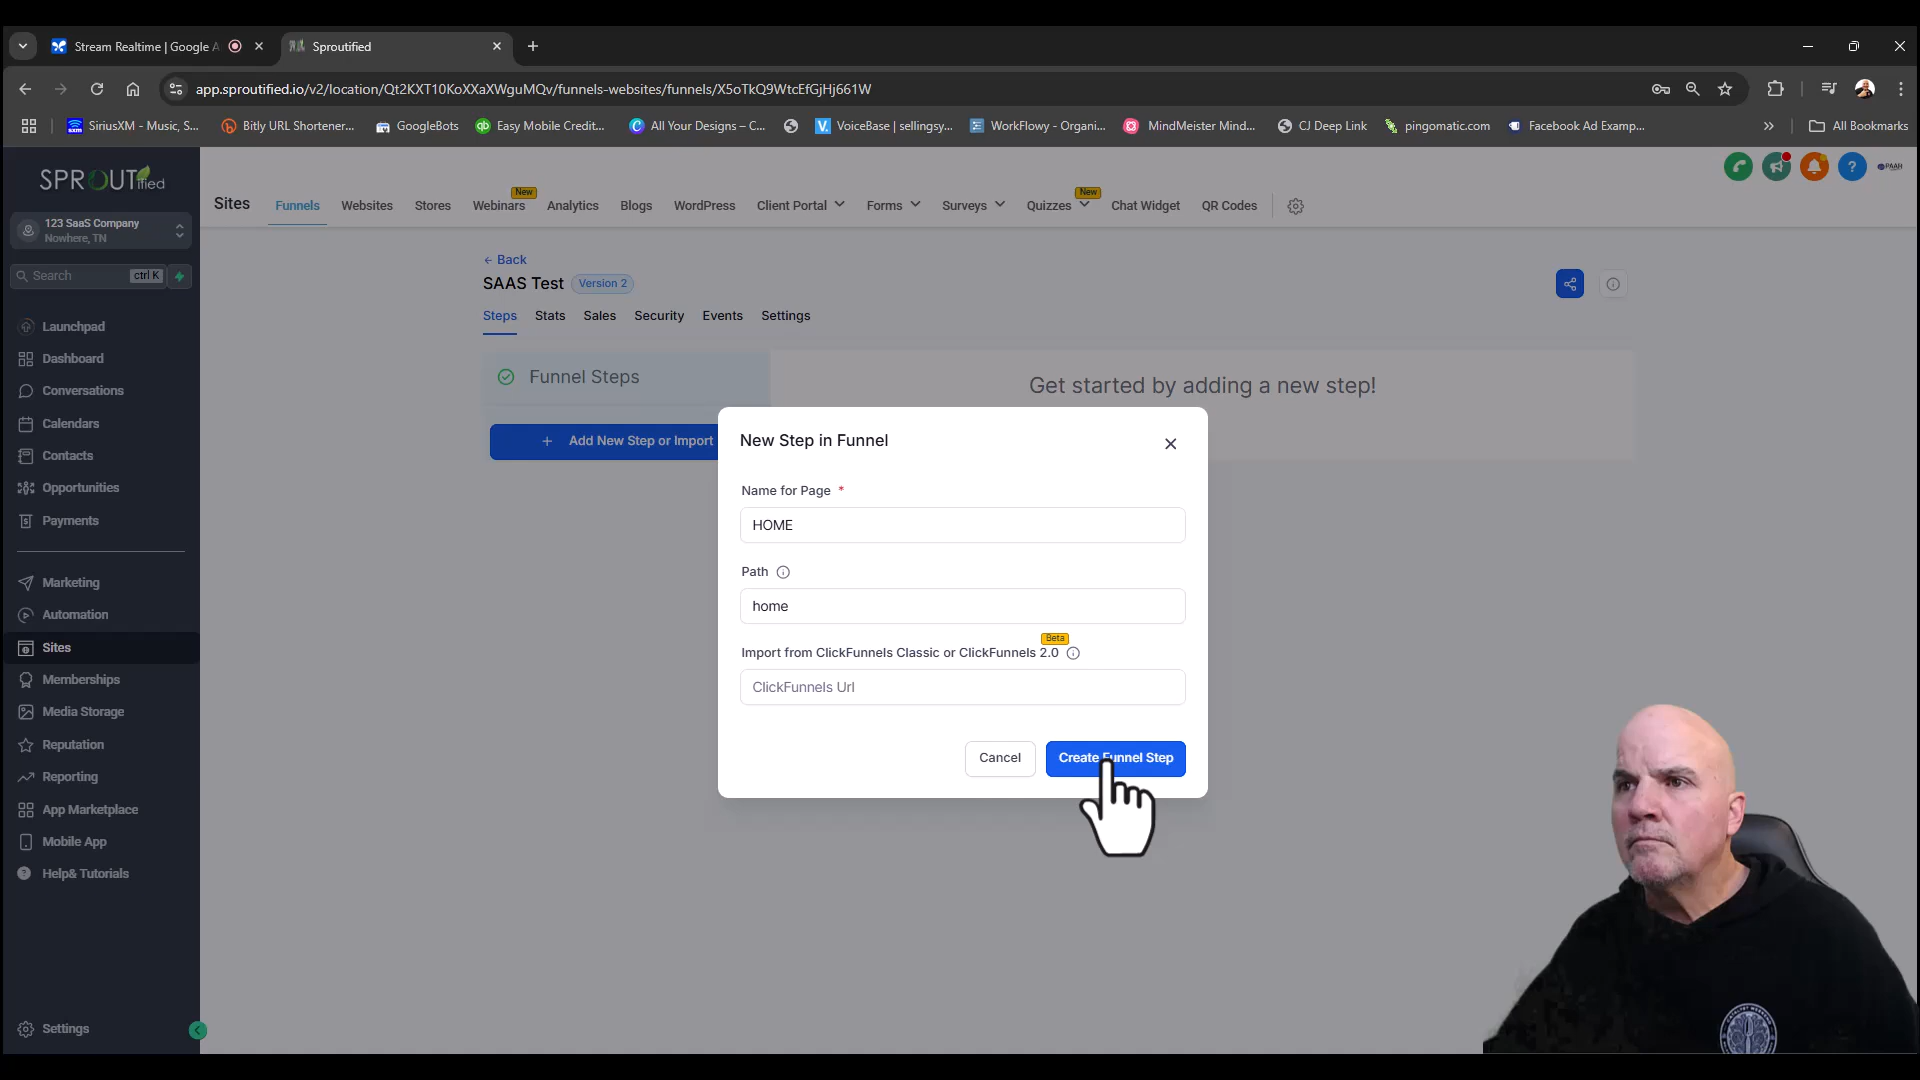 Stream Realtime | Google A
Sproutified
app.sproutified.io/v2/location/Qt2KXT10KoXXaXWguMQv/funnels-websites/funnels/X5oTkQ9WtcEfGjHj661W
SiriusXM - Music, S...
Bitly URL Shortener...
GoogleBots
Easy Mobile Credit...
All Your Designs – C...
VoiceBase | sellingsy...
WorkFlowy - Organi...
MindMeister Mind...
CJ Deep Link
pingomatic.com
Facebook Ad Examp...
All Bookmarks
SPROUTified
123 SaaS Company
Nowhere, TN
Search
ctrl K
Launchpad
Dashboard
Conversations
Calendars
Contacts
Opportunities
Payments
Marketing
Automation
Sites
Memberships
Media Storage
Reputation
Reporting
App Marketplace
Mobile App
Help& Tutorials
Settings
Sites
Funnels
Websites
Stores
New
Webinars
Analytics
Blogs
WordPress
Client Portal
Forms
Surveys
New
Quizzes
Chat Widget
QR Codes
PAAH
← Back
SAAS Test
Version 2
Steps
Stats
Sales
Security
Events
Settings
Funnel Steps
Get started by adding a new step!
+ Add New Step or Import
New Step in Funnel
Name for Page *
HOME
Path
home
Beta
Import from ClickFunnels Classic or ClickFunnels 2.0
ClickFunnels Url
Cancel
Create Funnel Step